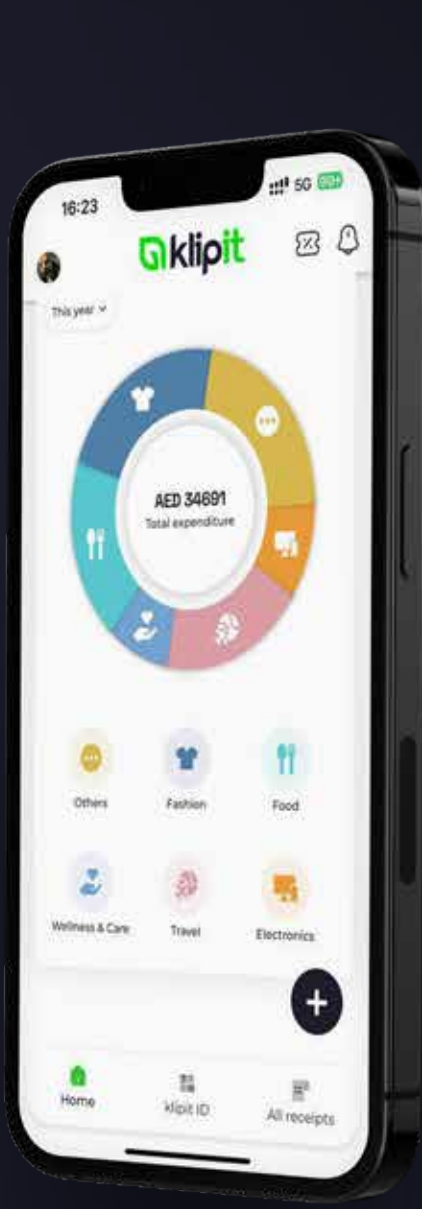 16:23
5G
klipit
This year
AED 34691
Total expenditure
Others
Fashion
Food
Wellness & Care
Travel
Electronics
Home
klipit ID
All receipts